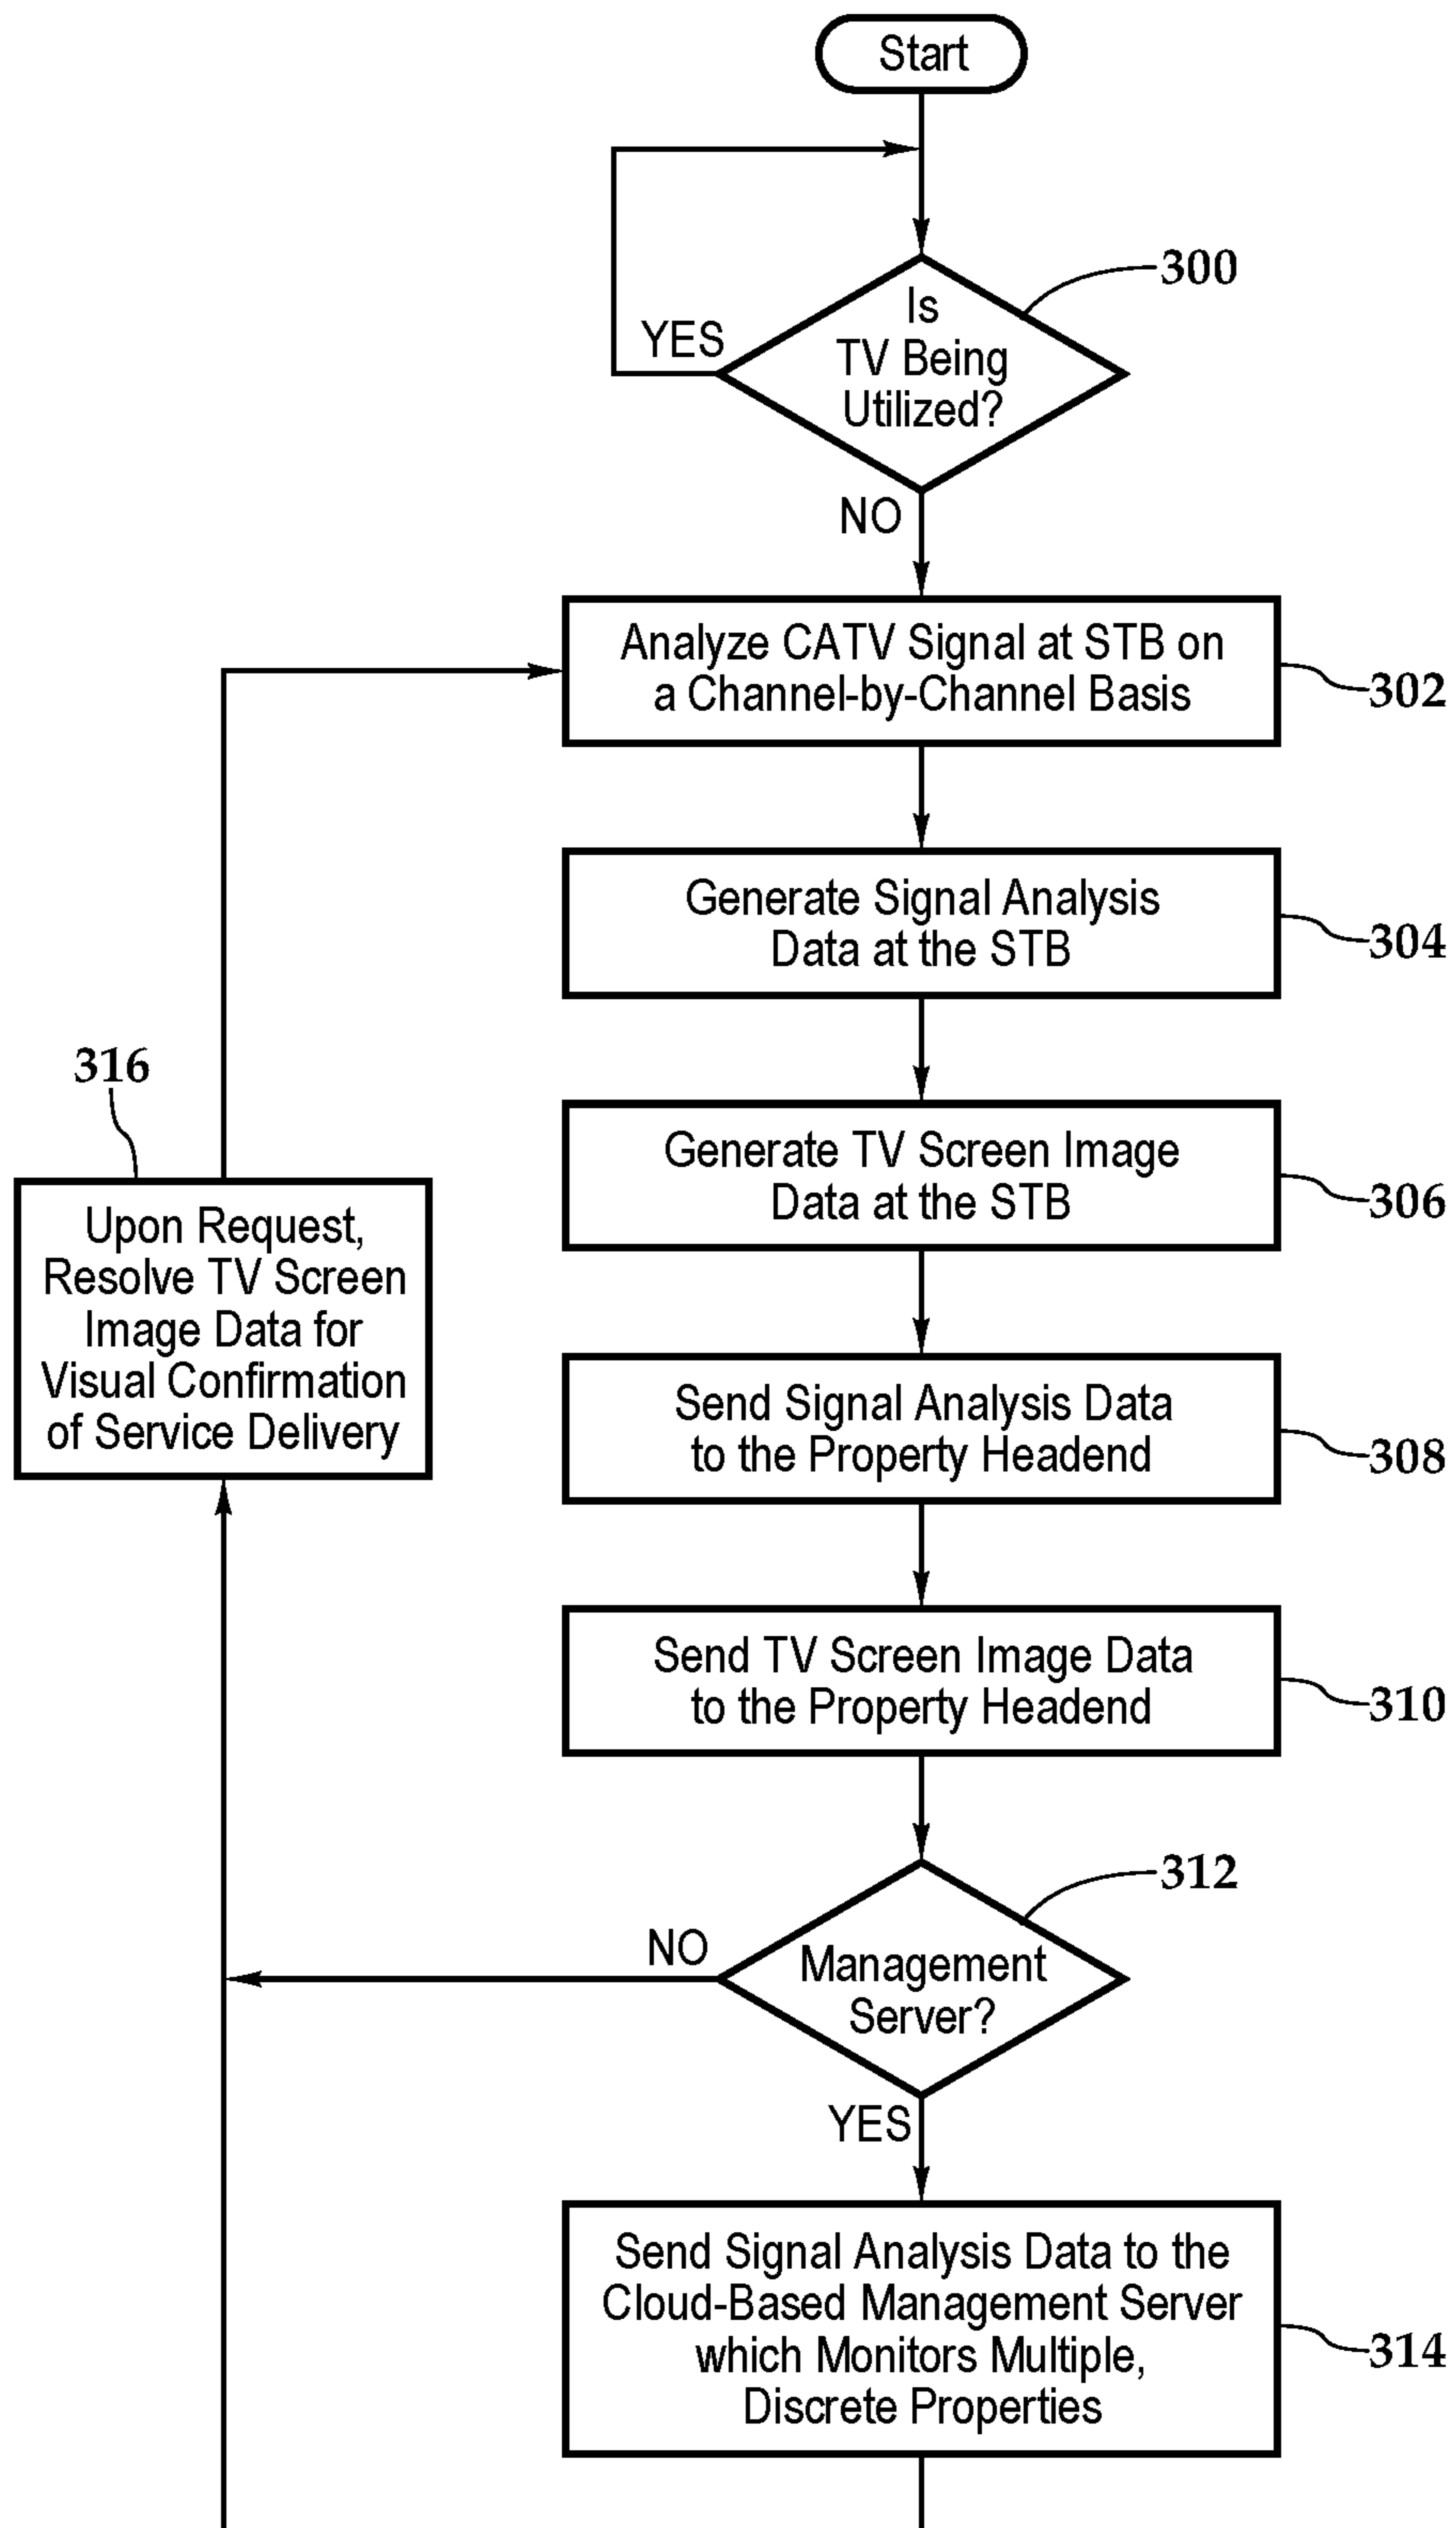 Start
300
Is
TV Being
Utilized?
YES
NO
Analyze CATV Signal at STB on
a Channel-by-Channel Basis
302
Generate Signal Analysis
Data at the STB
304
316
Generate TV Screen Image
Data at the STB
306
Upon Request,
Resolve TV Screen
Image Data for
Visual Confirmation
of Service Delivery
Send Signal Analysis Data
to the Property Headend
308
Send TV Screen Image Data
to the Property Headend
310
312
Management
Server?
NO
YES
Send Signal Analysis Data to the
Cloud-Based Management Server
which Monitors Multiple,
Discrete Properties
314